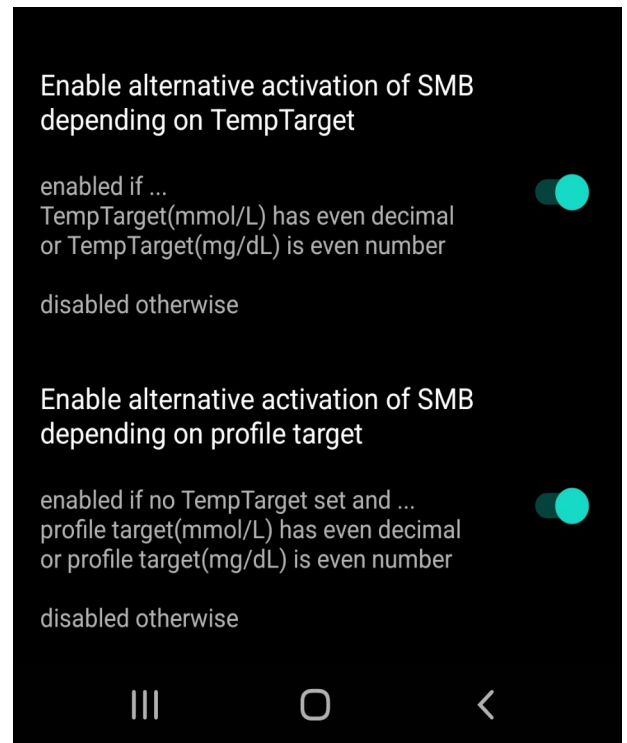 Enable alternative activation of SMB
depending on TempTarget
enabled if ...
TempTarget(mmol/L) has even decimal
or TempTarget(mg/dL) is even number
disabled otherwise
Enable alternative activation of SMB
depending on profile target
enabled if no TempTarget set and ...
profile target(mmol/L) has even decimal
or profile target(mg/dL) is even number
disabled otherwise